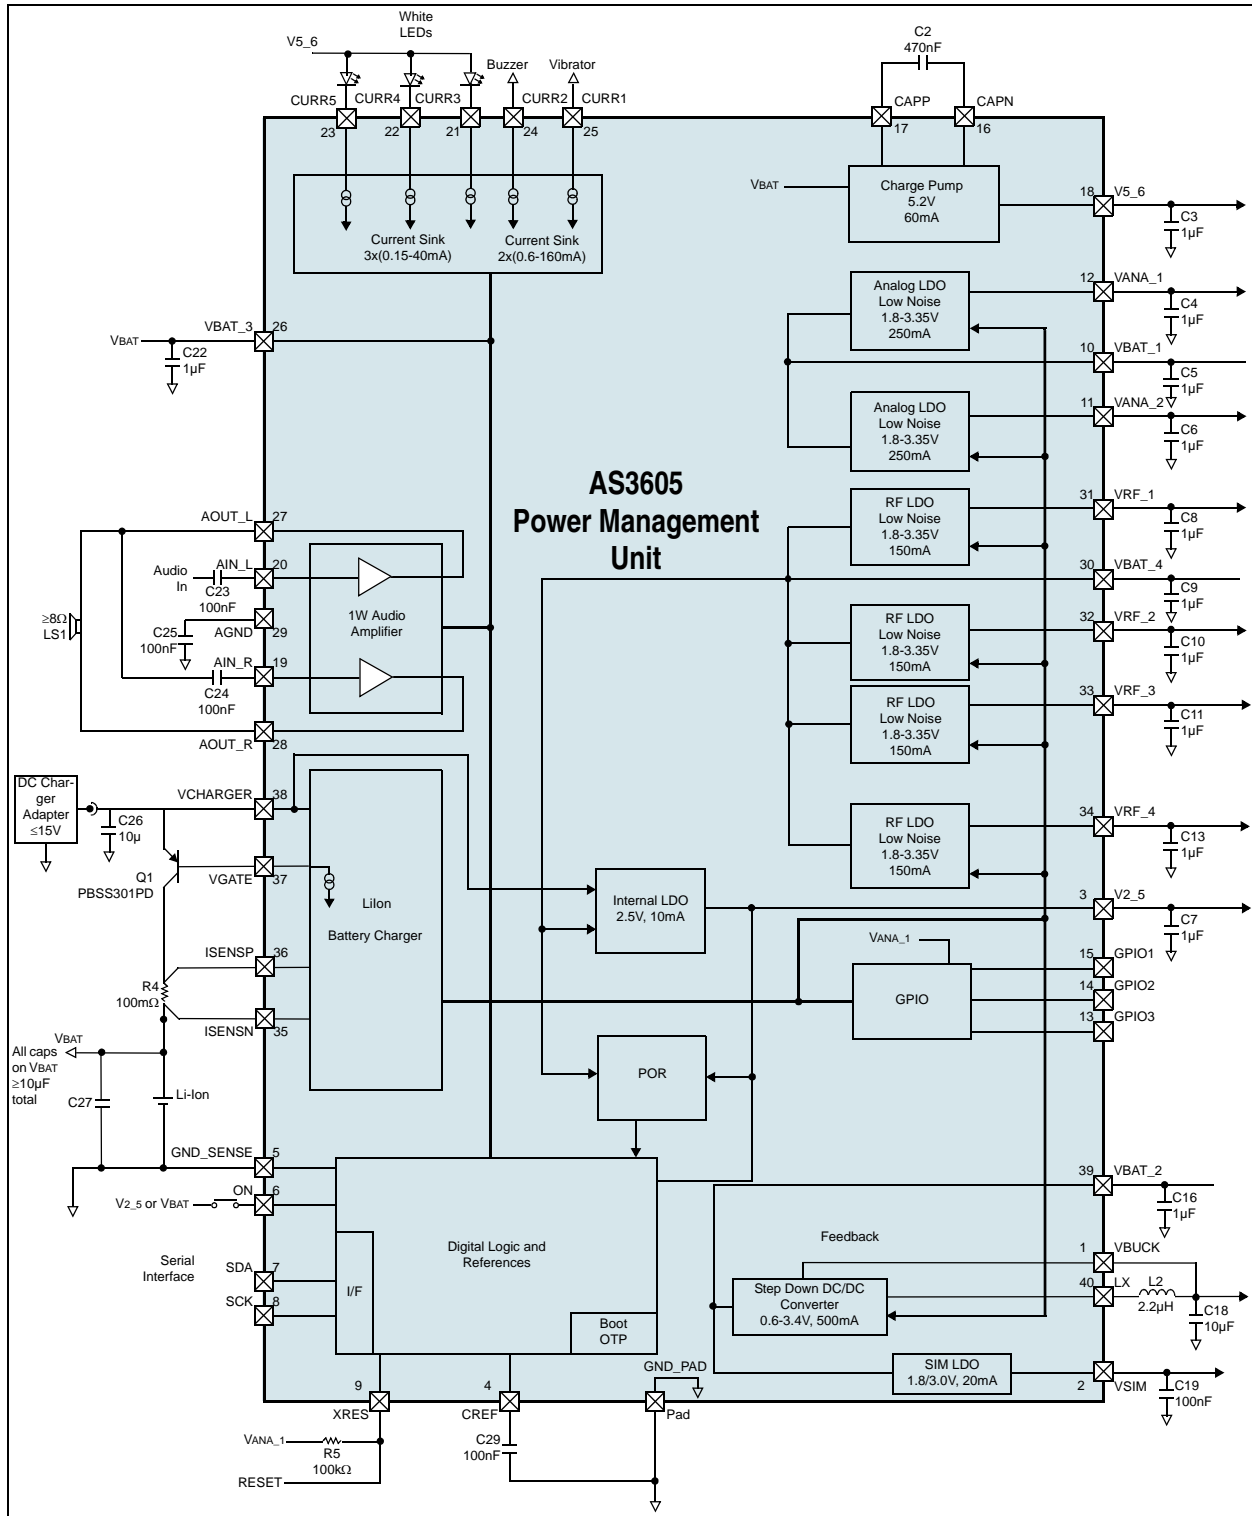 White
LEDs
V5_6
Buzzer
Vibrator
C2
470nF
CURR5
CURR4
CURR3
CURR2
CURR1
CAPP
CAPN
23
22
21
24
25
17
16
Current Sink
3x(0.15-40mA)
Current Sink
2x(0.6-160mA)
VBAT
Charge Pump
5.2V
60mA
18
V5_6
C3
1µF
Analog LDO
Low Noise
1.8-3.35V
250mA
12
VANA_1
C4
1µF
10
VBAT_1
C5
1µF
Analog LDO
Low Noise
1.8-3.35V
250mA
11
VANA_2
C6
1µF
VBAT
VBAT_3
26
C22
1µF
AS3605
Power Management
Unit
RF LDO
Low Noise
1.8-3.35V
150mA
31
VRF_1
C8
1µF
30
VBAT_4
C9
1µF
RF LDO
Low Noise
1.8-3.35V
150mA
32
VRF_2
C10
1µF
RF LDO
Low Noise
1.8-3.35V
150mA
33
VRF_3
C11
1µF
RF LDO
Low Noise
1.8-3.35V
150mA
34
VRF_4
C13
1µF
AOUT_L
27
Audio
In
AIN_L
20
C23
100nF
≥8Ω
LS1
C25
100nF
AGND
29
AIN_R
19
C24
100nF
AOUT_R
28
1W Audio
Amplifier
DC Char-
ger
Adapter
≤15V
VCHARGER
38
C26
10µ
Q1
PBSS301PD
VGATE
37
LiIon
Battery Charger
ISENSP
36
R4
100mΩ
ISENSN
35
Internal LDO
2.5V, 10mA
3
V2_5
C7
1µF
VANA_1
GPIO
15
GPIO1
14
GPIO2
13
GPIO3
VBAT
All caps
on VBAT
≥10µF
total
C27
Li-Ion
POR
GND_SENSE
5
V2_5 or VBAT
ON
6
Serial
Interface
SDA
7
SCK
8
I/F
Digital Logic and
References
Boot
OTP
39
VBAT_2
C16
1µF
Feedback
1
VBUCK
Step Down DC/DC
Converter
0.6-3.4V, 500mA
40
LX
L2
2.2µH
C18
10µF
SIM LDO
1.8/3.0V, 20mA
2
VSIM
C19
100nF
GND_PAD
9
XRES
4
CREF
Pad
VANA_1
R5
100kΩ
RESET
C29
100nF